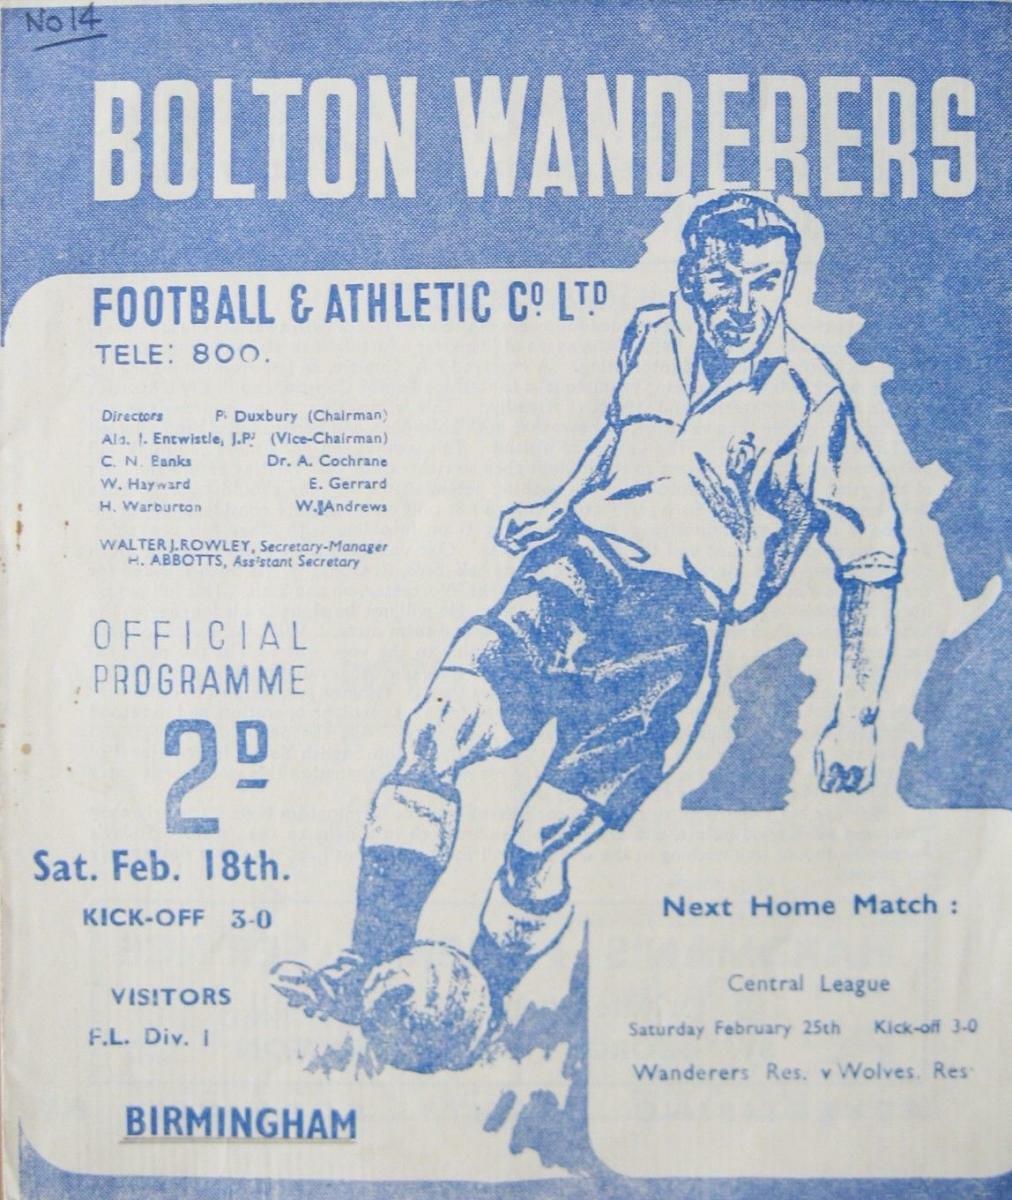 No 14
BOLTON WANDERERS
FOOTBALL & ATHLETIC Co. LTD.
TELE: 800.
Directors P. Duxbury (Chairman)
Ald. J. Entwistle, J.P. (Vice-Chairman)
C. N. Banks Dr. A. Cochrane
W. Hayward E. Gerrard
H. Warburton W. Andrews
WALTER J. ROWLEY, Secretary-Manager
H. ABBOTTS, Assistant Secretary
OFFICIAL
PROGRAMME
2D
Sat. Feb. 18th.
KICK-OFF 3-0
VISITORS
F.L. Div. I
BIRMINGHAM
Next Home Match :
Central League
Saturday February 25th Kick-off 3-0
Wanderers Res. v Wolves. Res